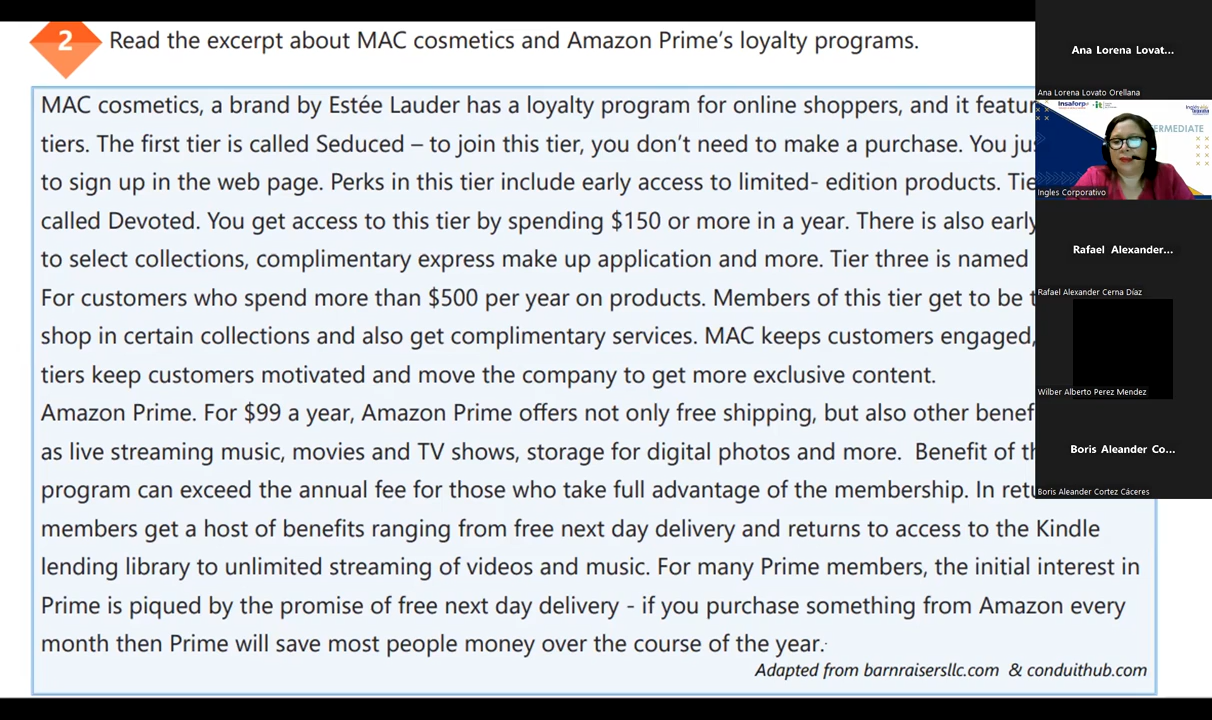 2
Read the excerpt about MAC cosmetics and Amazon Prime's loyalty programs.
MAC cosmetics, a brand by Estée Lauder has a loyalty program for online shoppers, and it featur
tiers. The first tier is called Seduced – to join this tier, you don't need to make a purchase. You jus
to sign up in the web page. Perks in this tier include early access to limited- edition products. Tie
called Devoted. You get access to this tier by spending $150 or more in a year. There is also early
to select collections, complimentary express make up application and more. Tier three is named
For customers who spend more than $500 per year on products. Members of this tier get to be t
shop in certain collections and also get complimentary services. MAC keeps customers engaged,
tiers keep customers motivated and move the company to get more exclusive content.
Amazon Prime. For $99 a year, Amazon Prime offers not only free shipping, but also other benef
as live streaming music, movies and TV shows, storage for digital photos and more. Benefit of th
program can exceed the annual fee for those who take full advantage of the membership. In retu
members get a host of benefits ranging from free next day delivery and returns to access to the Kindle
lending library to unlimited streaming of videos and music. For many Prime members, the initial interest in
Prime is piqued by the promise of free next day delivery - if you purchase something from Amazon every
month then Prime will save most people money over the course of the year.
Adapted from barnraisersllc.com & conduithub.com
Ana Lorena Lovat...
Ana Lorena Lovato Orellana
Insaforp
it
ERMEDIATE
Ingles Corporativo
Rafael Alexander...
Rafael Alexander Cerna Díaz
Wilber Alberto Perez Mendez
Boris Aleander Co...
Boris Aleander Cortez Cáceres